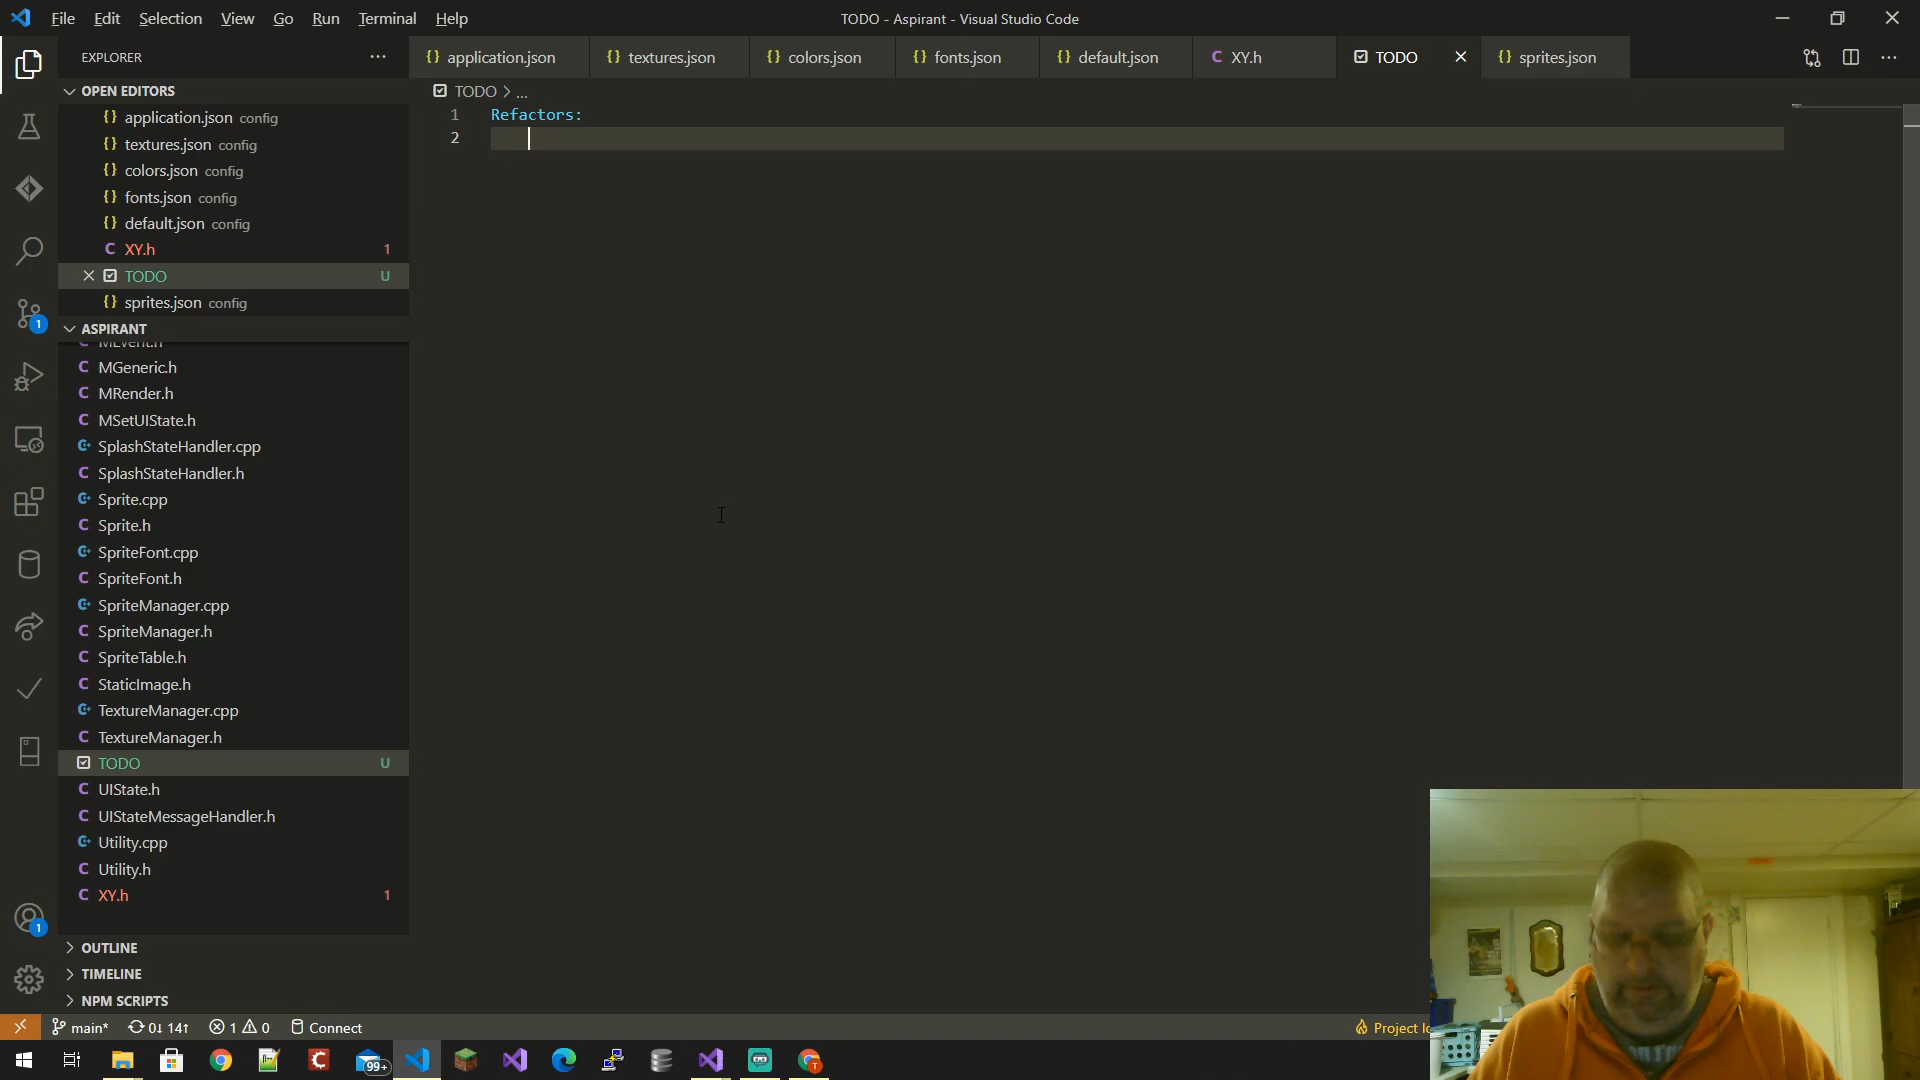 File Edit Selection View Go Run Terminal Help
TODO - Aspirant - Visual Studio Code
EXPLORER
application.json
textures.json
colors.json
fonts.json
default.json
XY.h
TODO
sprites.json
OPEN EDITORS
TODO > ...
application.json config
textures.json config
colors.json config
fonts.json config
default.json config
XY.h 1
TODO U
sprites.json config
1 Refactors:
2
ASPIRANT
MEvent.h
MGeneric.h
MRender.h
MSetUIState.h
SplashStateHandler.cpp
SplashStateHandler.h
Sprite.cpp
Sprite.h
SpriteFont.cpp
SpriteFont.h
SpriteManager.cpp
SpriteManager.h
SpriteTable.h
StaticImage.h
TextureManager.cpp
TextureManager.h
TODO U
UIState.h
UIStateMessageHandler.h
Utility.cpp
Utility.h
XY.h 1
OUTLINE
TIMELINE
NPM SCRIPTS
1
1
main* 0↓ 14↑ 1 0 Connect
Project
99+